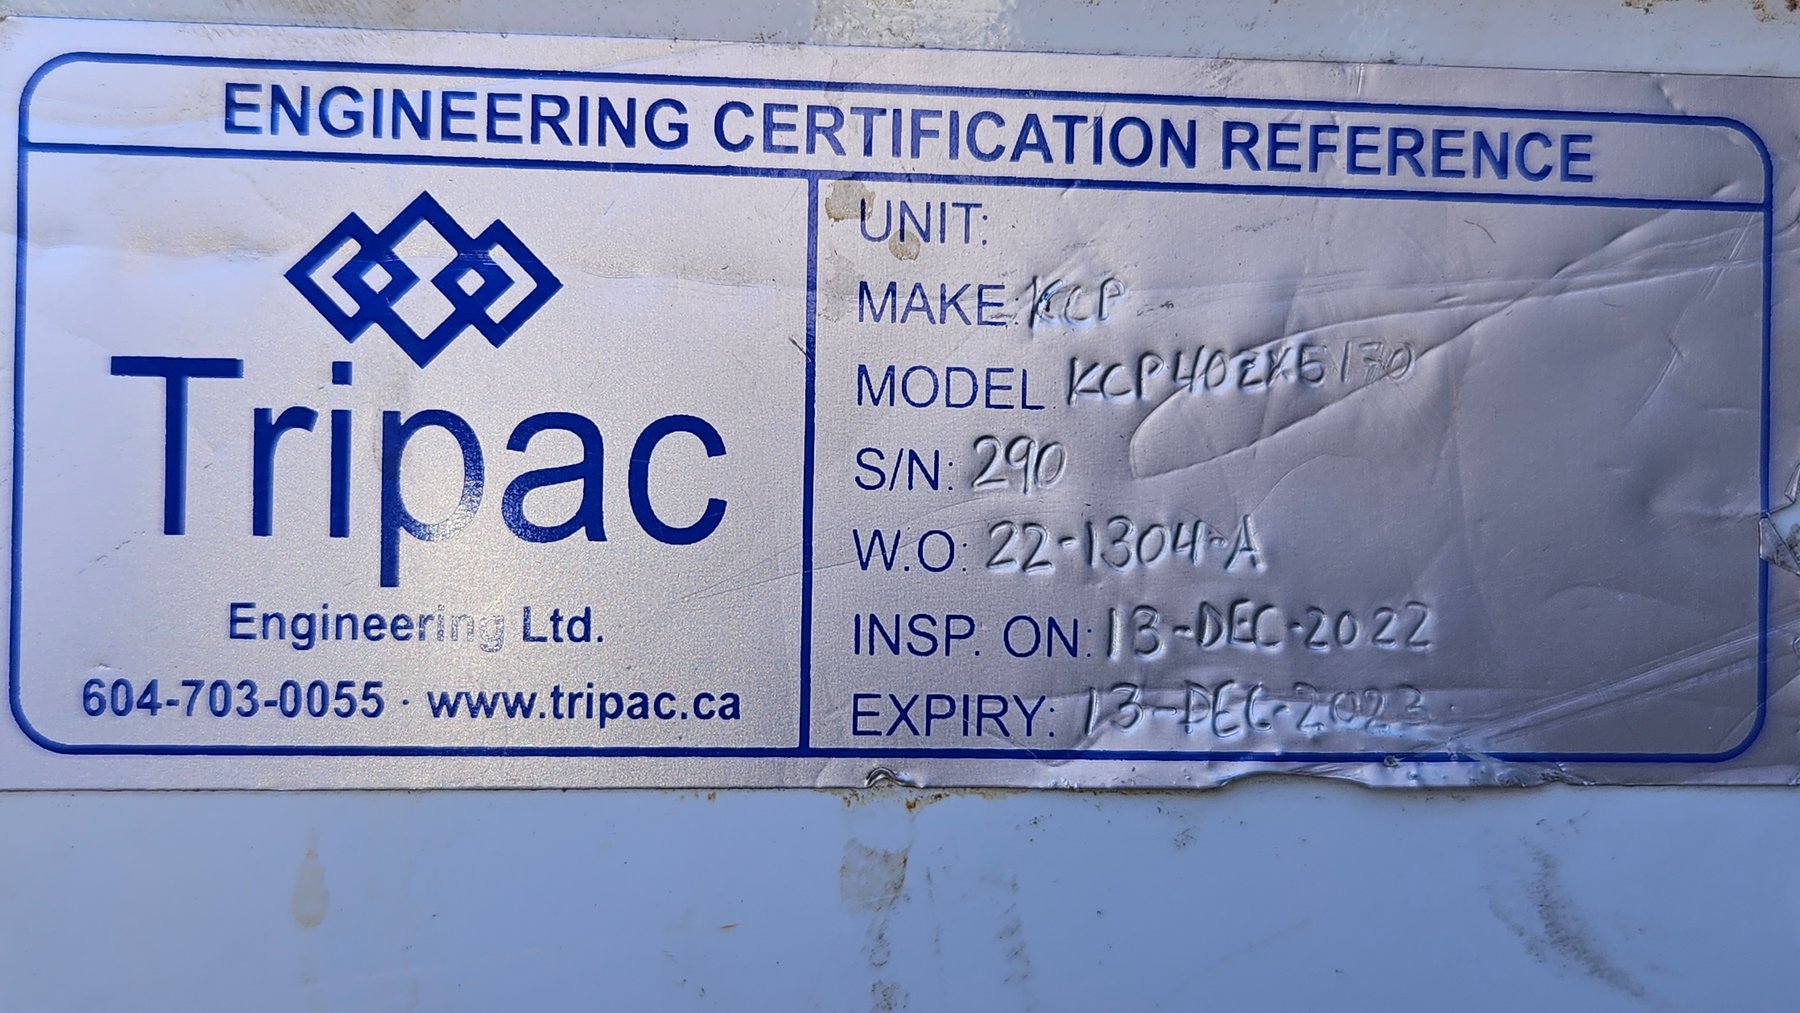 ENGINEERING CERTIFICATION REFERENCE
Tripac
Engineering Ltd.
604-703-0055 · www.tripac.ca
UNIT:
MAKE: KCP
MODEL KCP40ZX5170
S/N: 290
W.O: 22-1304-A
INSP. ON: 13-DEC-2022
EXPIRY: 13-DEC-2023